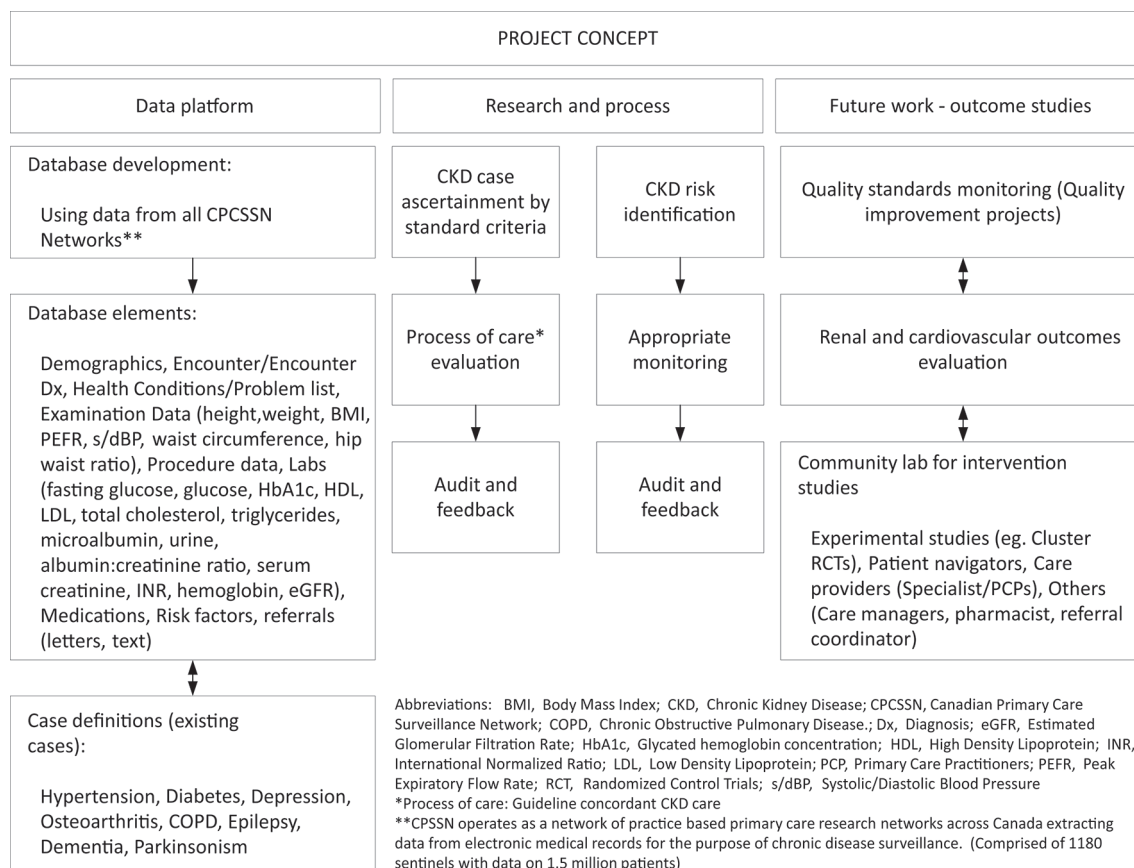 PROJECT CONCEPT
Data platform
Research and process
Future work - outcome studies
Database development:
Using data from all CPCSSN
Networks**
CKD case
ascertainment by
standard criteria
CKD risk
identification
Quality standards monitoring (Quality
improvement projects)
Database elements:
Demographics, Encounter/Encounter
Dx, Health Conditions/Problem list,
Examination Data (height,weight, BMI,
PEFR, s/dBP, waist circumference, hip
waist ratio), Procedure data, Labs
(fasting glucose, glucose, HbA1c, HDL,
LDL, total cholesterol, triglycerides,
microalbumin, urine,
albumin:creatinine ratio, serum
creatinine, INR, hemoglobin, eGFR),
Medications, Risk factors, referrals
(letters, text)
Process of care*
evaluation
Appropriate
monitoring
Renal and cardiovascular outcomes
evaluation
Audit and
feedback
Audit and
feedback
Community lab for intervention
studies
Experimental studies (eg. Cluster
RCTs), Patient navigators, Care
providers (Specialist/PCPs), Others
(Care managers, pharmacist, referral
coordinator)
Case definitions (existing
cases):
Hypertension, Diabetes, Depression,
Osteoarthritis, COPD, Epilepsy,
Dementia, Parkinsonism
Abbreviations: BMI, Body Mass Index; CKD, Chronic Kidney Disease; CPCSSN, Canadian Primary Care
Surveillance Network; COPD, Chronic Obstructive Pulmonary Disease.; Dx, Diagnosis; eGFR, Estimated
Glomerular Filtration Rate; HbA1c, Glycated hemoglobin concentration; HDL, High Density Lipoprotein; INR,
International Normalized Ratio; LDL, Low Density Lipoprotein; PCP, Primary Care Practitioners; PEFR, Peak
Expiratory Flow Rate; RCT, Randomized Control Trials; s/dBP, Systolic/Diastolic Blood Pressure
*Process of care: Guideline concordant CKD care
**CPSSN operates as a network of practice based primary care research networks across Canada extracting
data from electronic medical records for the purpose of chronic disease surveillance. (Comprised of 1180
sentinels with data on 1.5 million patients)